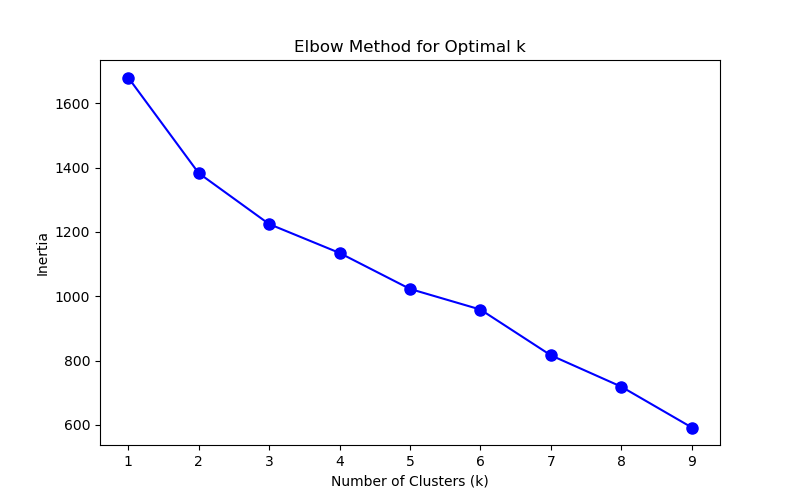 Elbow Method for Optimal k
1600
1400
1200
1000
800
600
Inertia
1 2 3 4 5 6 7 8 9
Number of Clusters (k)